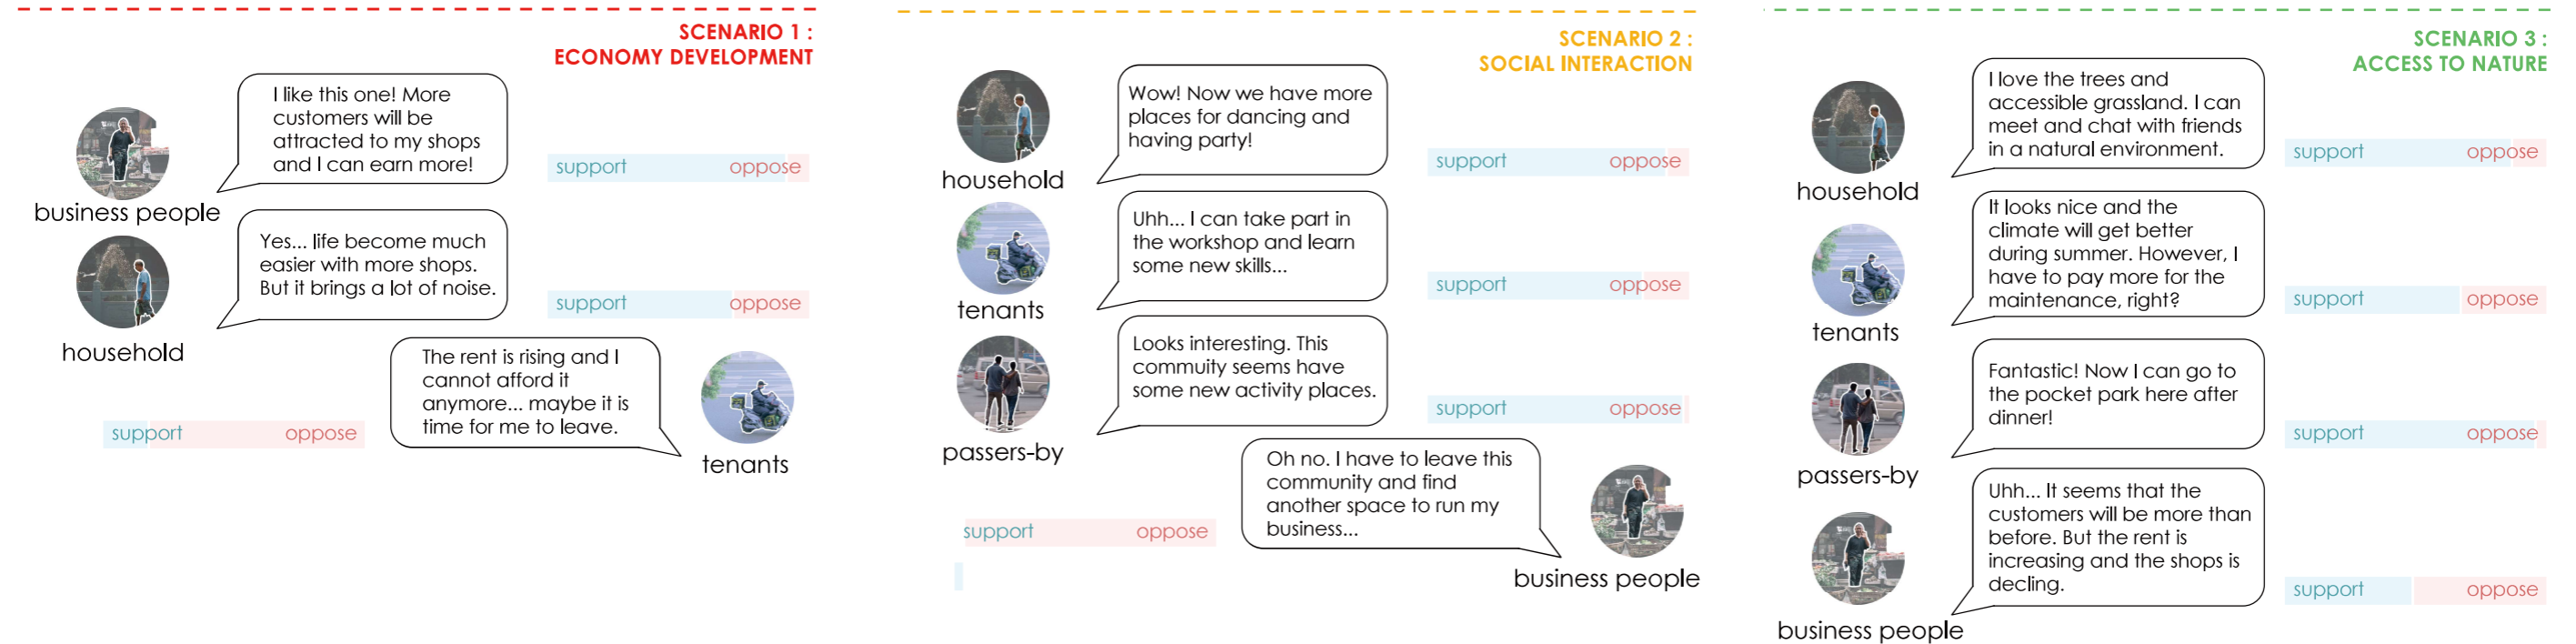 SCENARIO 1 :
ECONOMY DEVELOPMENT
I like this one! More
customers will be
attracted to my shops
and I can earn more!
support
oppose
business people
Yes... life become much
easier with more shops.
But it brings a lot of noise.
support
oppose
household
The rent is rising and I
cannot afford it
anymore... maybe it is
time for me to leave.
support
oppose
tenants
SCENARIO 2 :
SOCIAL INTERACTION
Wow! Now we have more
places for dancing and
having party!
support
oppose
household
Uhh... I can take part in
the workshop and learn
some new skills...
support
oppose
tenants
Looks interesting. This
commuity seems have
some new activity places.
support
oppose
passers-by
Oh no. I have to leave this
community and find
another space to run my
business...
support
oppose
business people
SCENARIO 3 :
ACCESS TO NATURE
I love the trees and
accessible grassland. I can
meet and chat with friends
in a natural environment.
support
oppose
household
It looks nice and the
climate will get better
during summer. However, I
have to pay more for the
maintenance, right?
support
oppose
tenants
Fantastic! Now I can go to
the pocket park here after
dinner!
support
oppose
passers-by
Uhh... It seems that the
customers will be more than
before. But the rent is
increasing and the shops is
decling.
support
oppose
business people